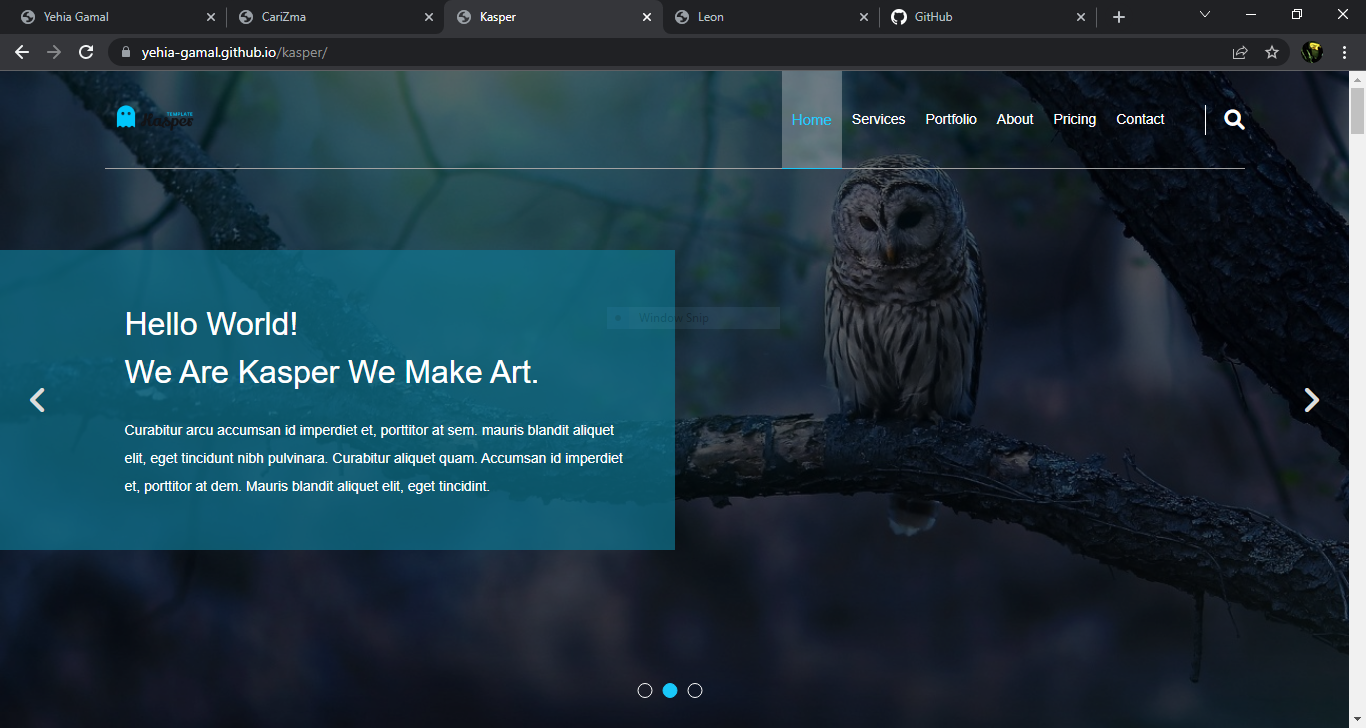 Yehia Gamal
CariZma
Kasper
Leon
GitHub
yehia-gamal.github.io/kasper/
TEMPLATE
Kasper
Home
Services
Portfolio
About
Pricing
Contact
Window Snip
Hello World!
We Are Kasper We Make Art.
Curabitur arcu accumsan id imperdiet et, porttitor at sem. mauris blandit aliquet
elit, eget tincidunt nibh pulvinara. Curabitur aliquet quam. Accumsan id imperdiet
et, porttitor at dem. Mauris blandit aliquet elit, eget tincidint.